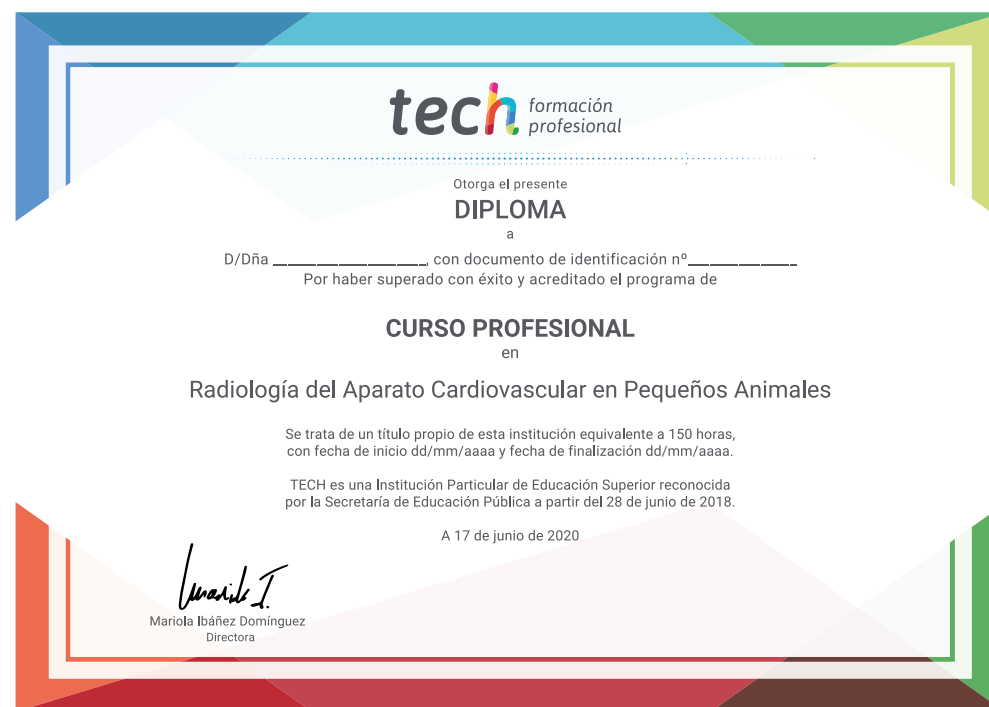 tech formación
profesional
Otorga el presente
DIPLOMA
a
D/Dña ____________________, con documento de identificación nº______________
Por haber superado con éxito y acreditado el programa de
CURSO PROFESIONAL
en
Radiología del Aparato Cardiovascular en Pequeños Animales
Se trata de un título propio de esta institución equivalente a 150 horas,
con fecha de inicio dd/mm/aaaa y fecha de finalización dd/mm/aaaa.
TECH es una Institución Particular de Educación Superior reconocida
por la Secretaría de Educación Pública a partir del 28 de junio de 2018.
A 17 de junio de 2020
Mariola I.
Mariola Ibáñez Domínguez
Directora